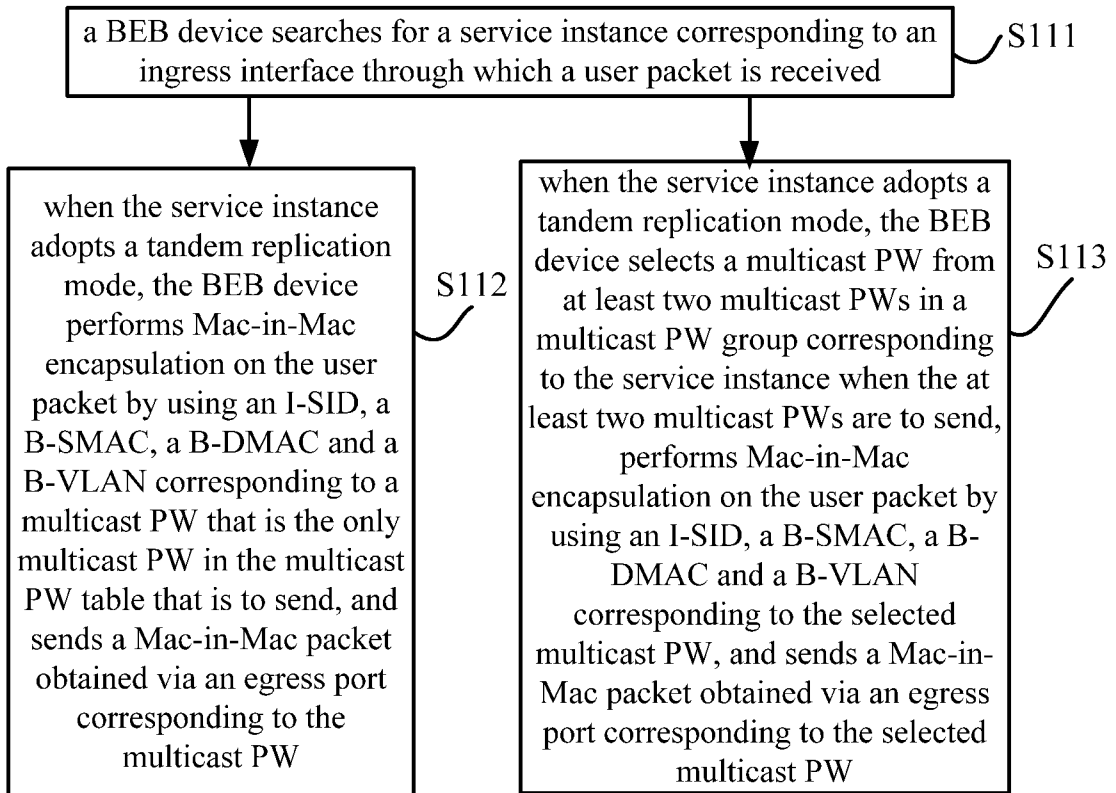 a BEB device searches for a service instance corresponding to an
ingress interface through which a user packet is received
S111
when the service instance
adopts a tandem replication
mode, the BEB device
performs Mac-in-Mac
encapsulation on the user
packet by using an I-SID, a
B-SMAC, a B-DMAC and a
B-VLAN corresponding to a
multicast PW that is the only
multicast PW in the multicast
PW table that is to send, and
sends a Mac-in-Mac packet
obtained via an egress port
corresponding to the
multicast PW
S112
when the service instance adopts a
tandem replication mode, the BEB
device selects a multicast PW from
at least two multicast PWs in a
multicast PW group corresponding
to the service instance when the at
least two multicast PWs are to send,
performs Mac-in-Mac
encapsulation on the user packet by
using an I-SID, a B-SMAC, a B-
DMAC and a B-VLAN
corresponding to the selected
multicast PW, and sends a Mac-in-
Mac packet obtained via an egress
port corresponding to the selected
multicast PW
S113